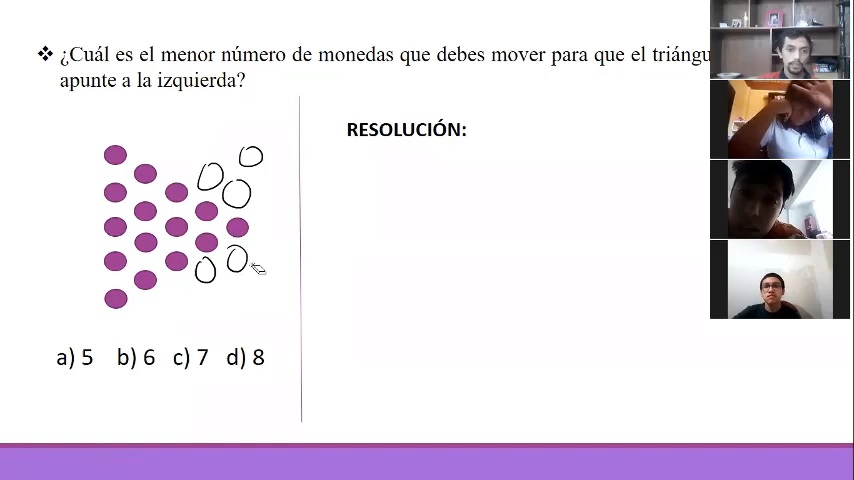 ❖ ¿Cuál es el menor número de monedas que debes mover para que el triángu
apunte a la izquierda?
RESOLUCIÓN:
a) 5 b) 6 c) 7 d) 8